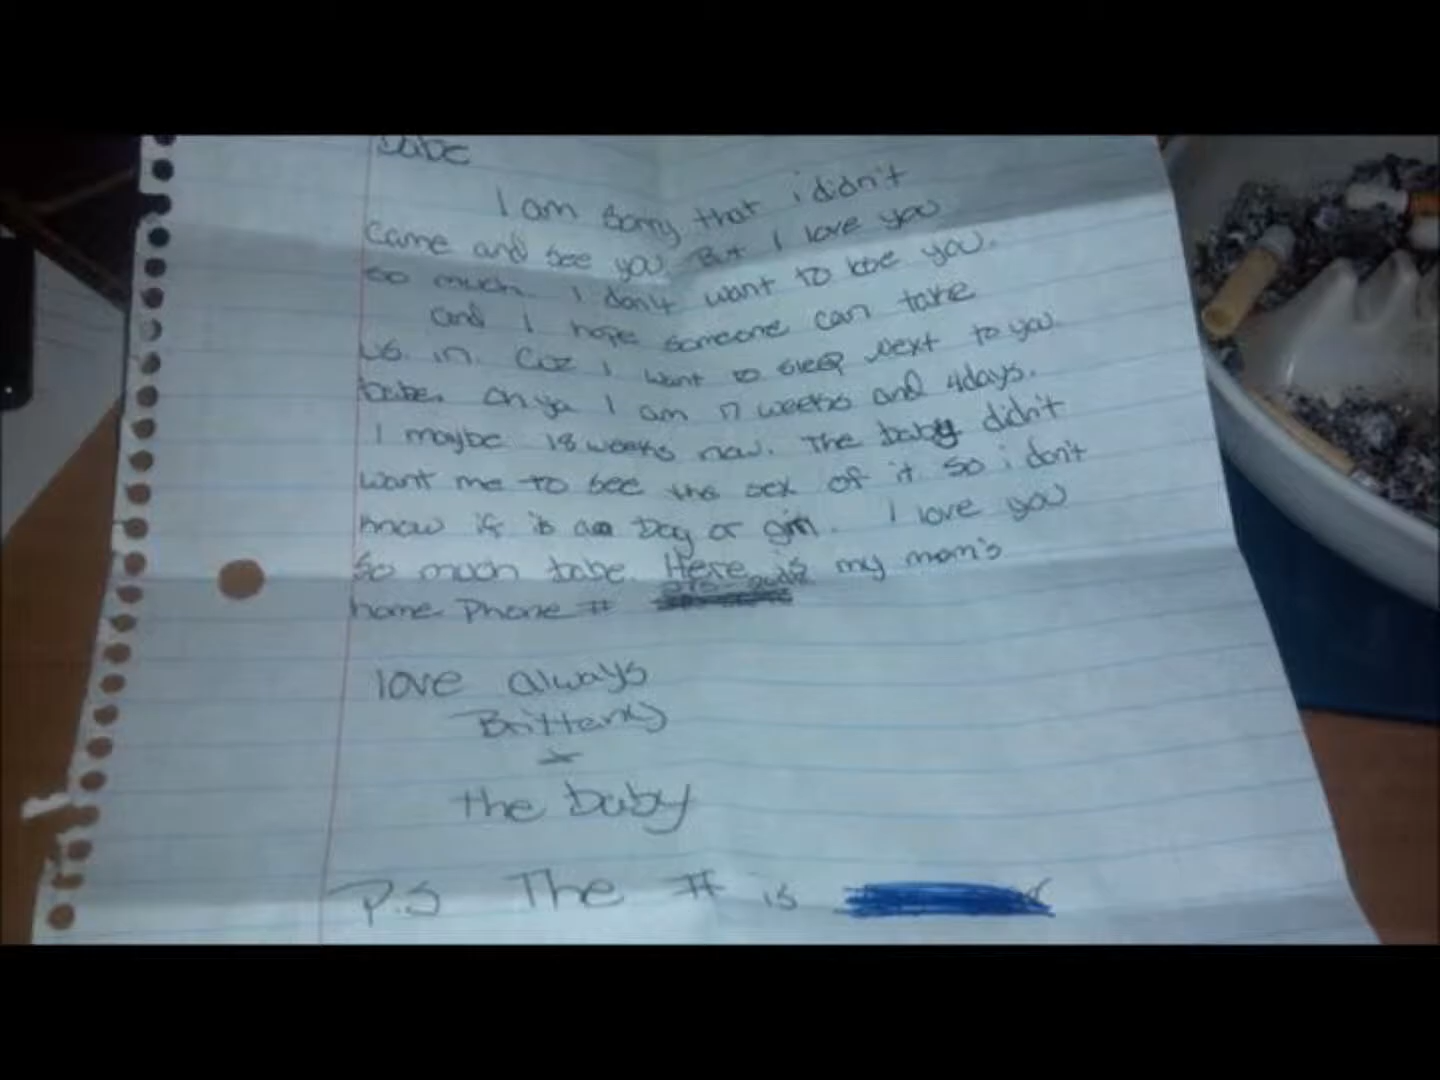 babe
I am sorry that i didn't
came and see you. But I love you
so much. I don't want to lose you.
and I hope someone can take
us in. Cuz I want to sleep next to you
babe. Oh ya I am 17 weeks and 4days.
I maybe 18 weeks now. The baby didn't
want me to see the sex of it. So i don't
know if is a Boy or girl. I love you
So much babe. Here is my mom's
home Phone #
love always
Brittany
+
the baby
P.S The # is